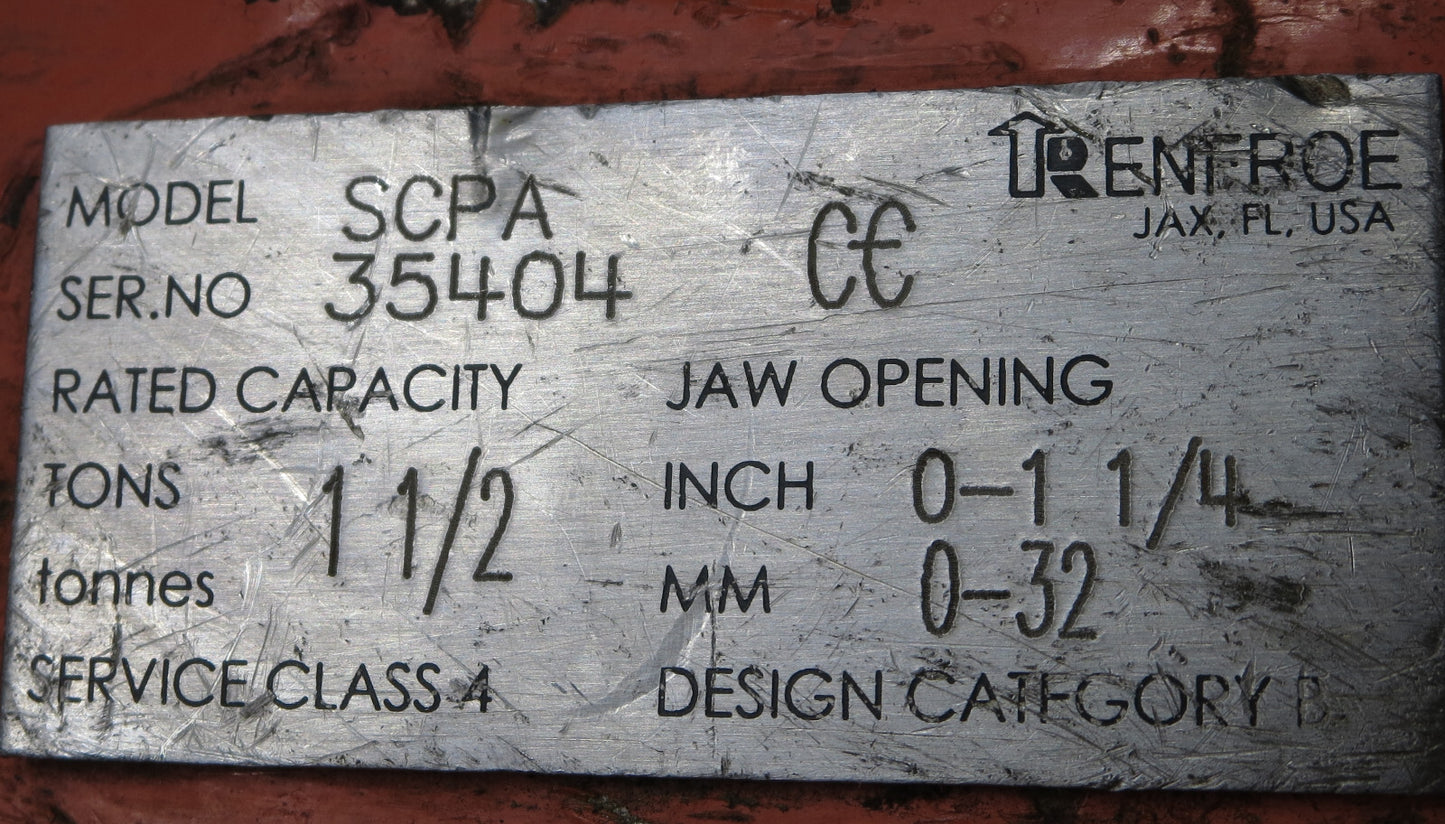 RENFROE
JAX, FL, USA
MODEL SCPA
CE
SER.NO 35404
RATED CAPACITY
TONS 1 1/2
tonnes
JAW OPENING
INCH 0-1 1/4
MM 0-32
SERVICE CLASS 4
DESIGN CATEGORY B